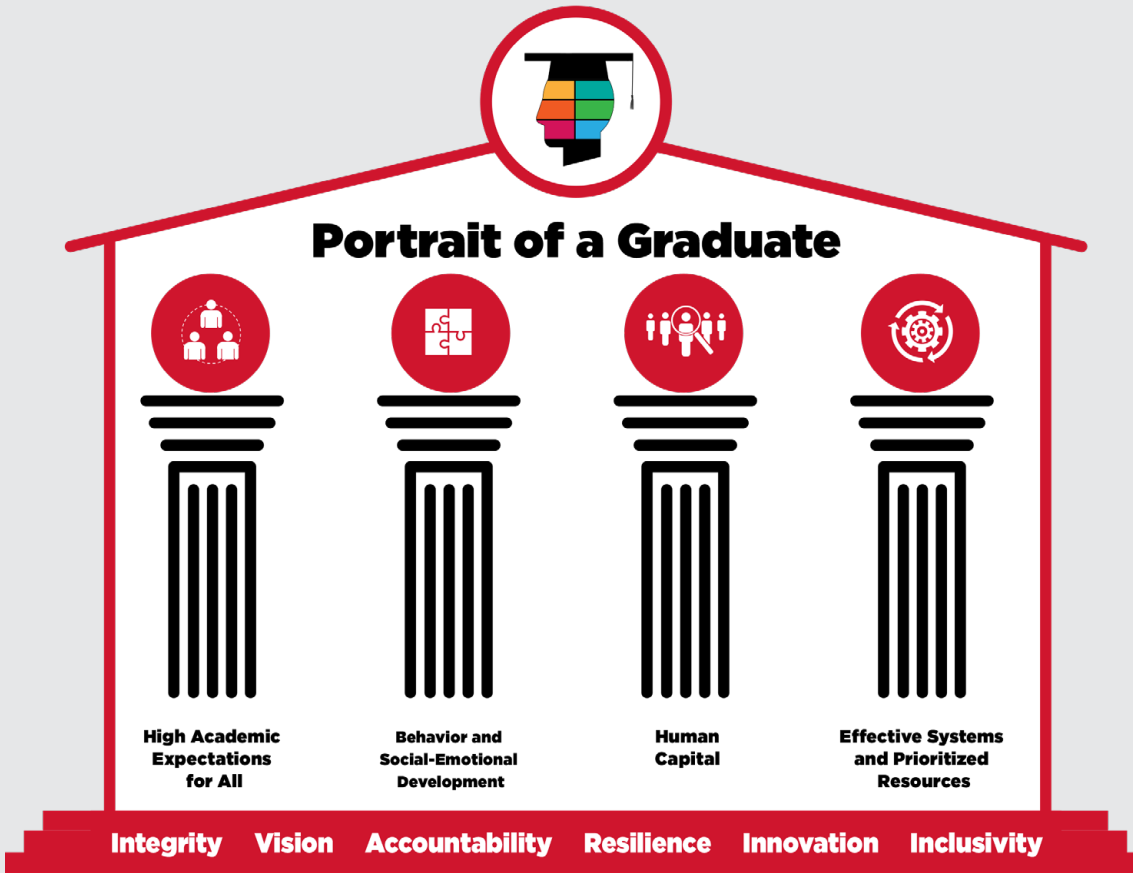 Portrait of a Graduate
High Academic
Expectations
for All
Behavior and
Social-Emotional
Development
Human
Capital
Effective Systems
and Prioritized
Resources
Integrity Vision Accountability Resilience Innovation Inclusivity